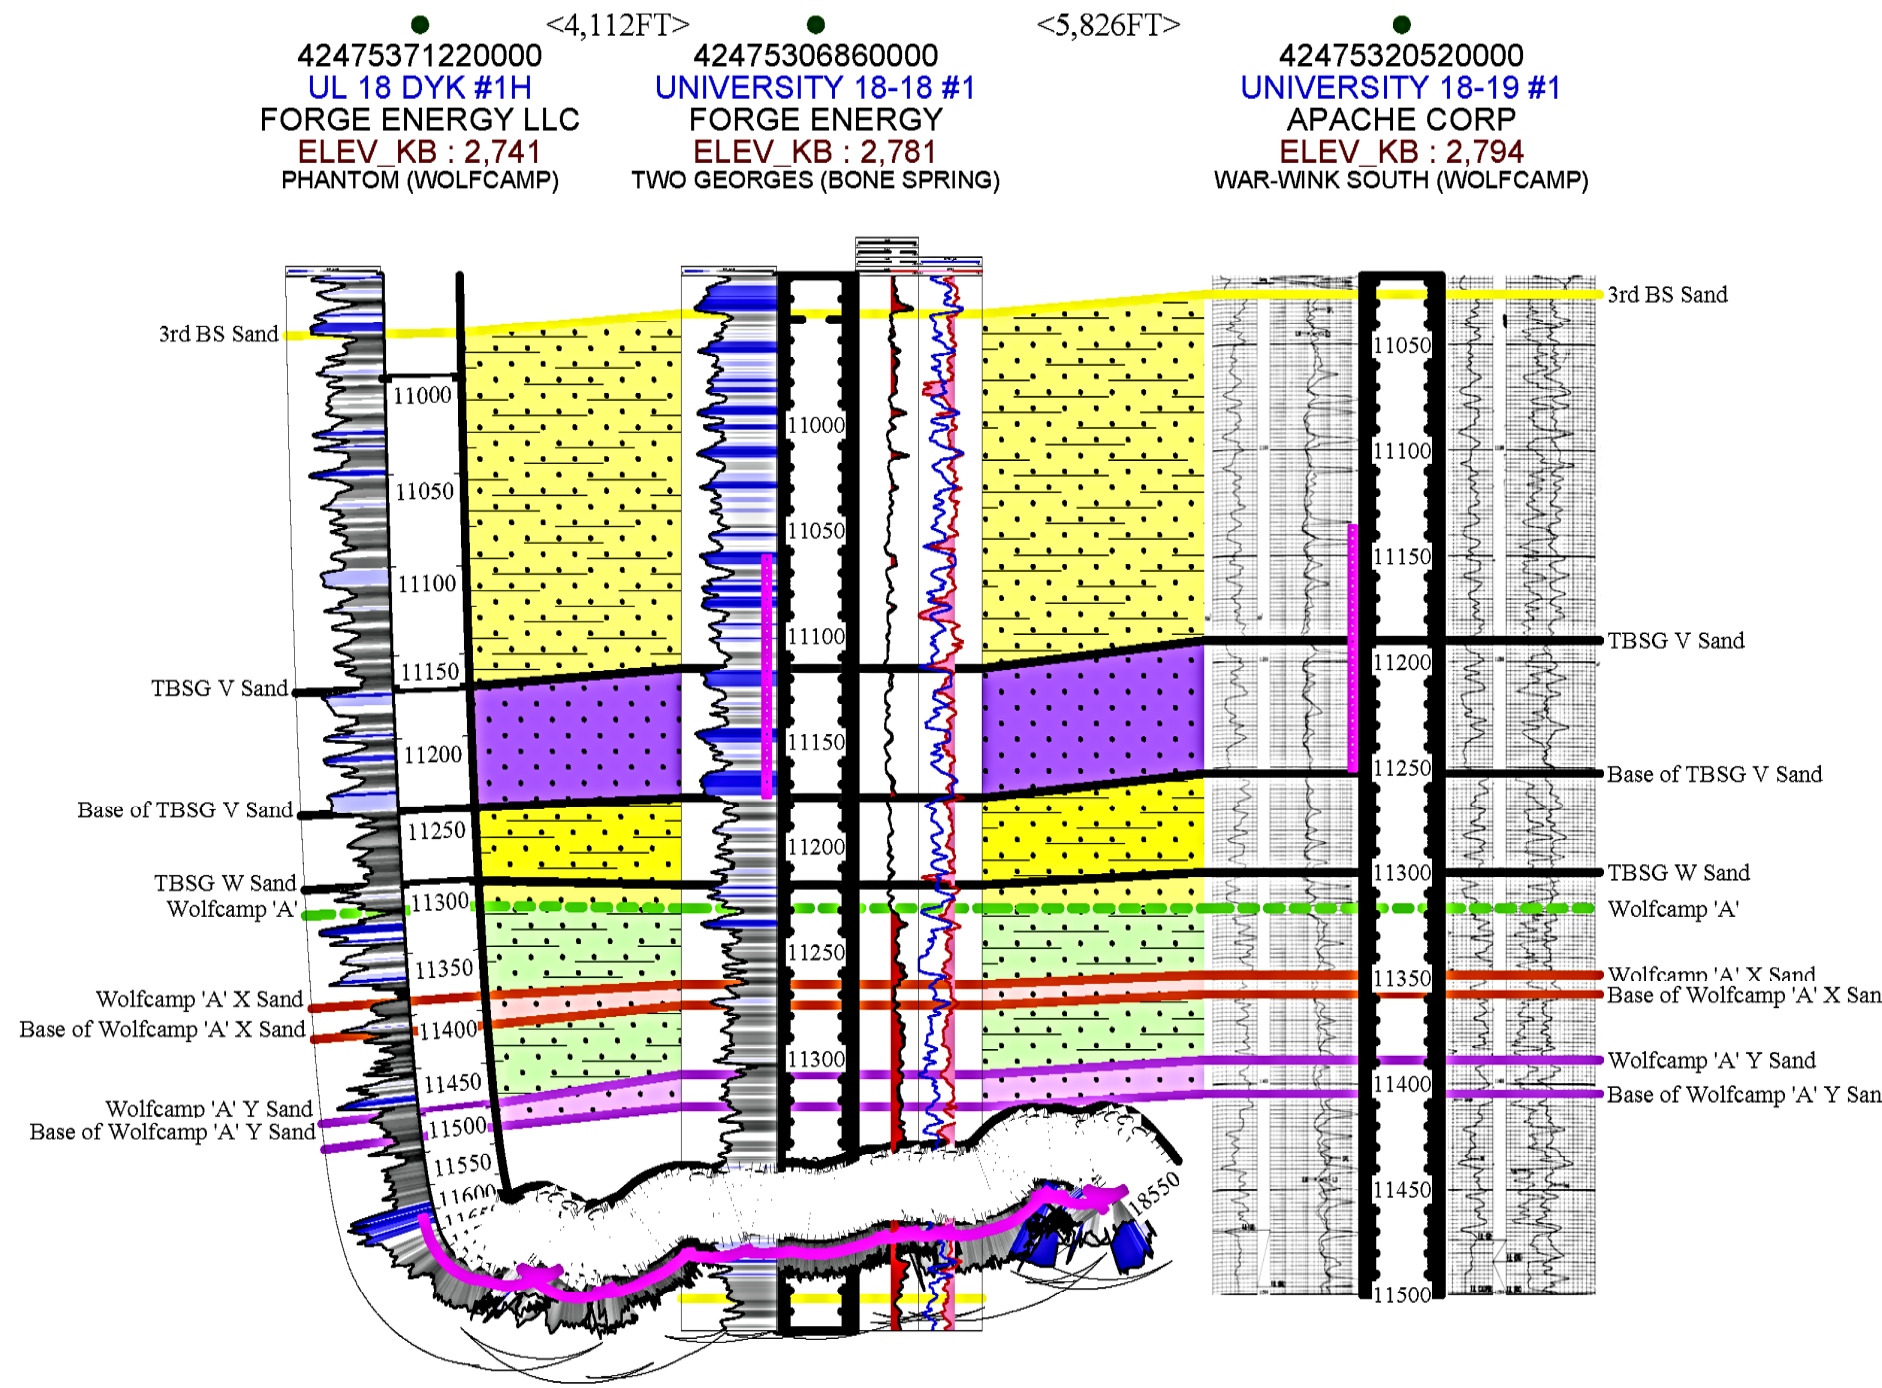 <4,112FT>
<5,826FT>
42475371220000
UL 18 DYK #1H
FORGE ENERGY LLC
ELEV_KB : 2,741
PHANTOM (WOLFCAMP)
42475306860000
UNIVERSITY 18-18 #1
FORGE ENERGY
ELEV_KB : 2,781
TWO GEORGES (BONE SPRING)
42475320520000
UNIVERSITY 18-19 #1
APACHE CORP
ELEV_KB : 2,794
WAR-WINK SOUTH (WOLFCAMP)
3rd BS Sand
TBSG V Sand
Base of TBSG V Sand
TBSG W Sand
Wolfcamp 'A'
Wolfcamp 'A' X Sand
Base of Wolfcamp 'A' X Sand
Wolfcamp 'A' Y Sand
Base of Wolfcamp 'A' Y Sand
11000
11050
11100
11150
11200
11250
11300
11350
11400
11450
11500
11550
11600
18550
11000
11050
11100
11150
11200
11250
11300
11050
11100
11150
11200
11250
11300
11350
11400
11450
11500
3rd BS Sand
TBSG V Sand
Base of TBSG V Sand
TBSG W Sand
Wolfcamp 'A'
Wolfcamp 'A' X Sand
Base of Wolfcamp 'A' X San
Wolfcamp 'A' Y Sand
Base of Wolfcamp 'A' Y San